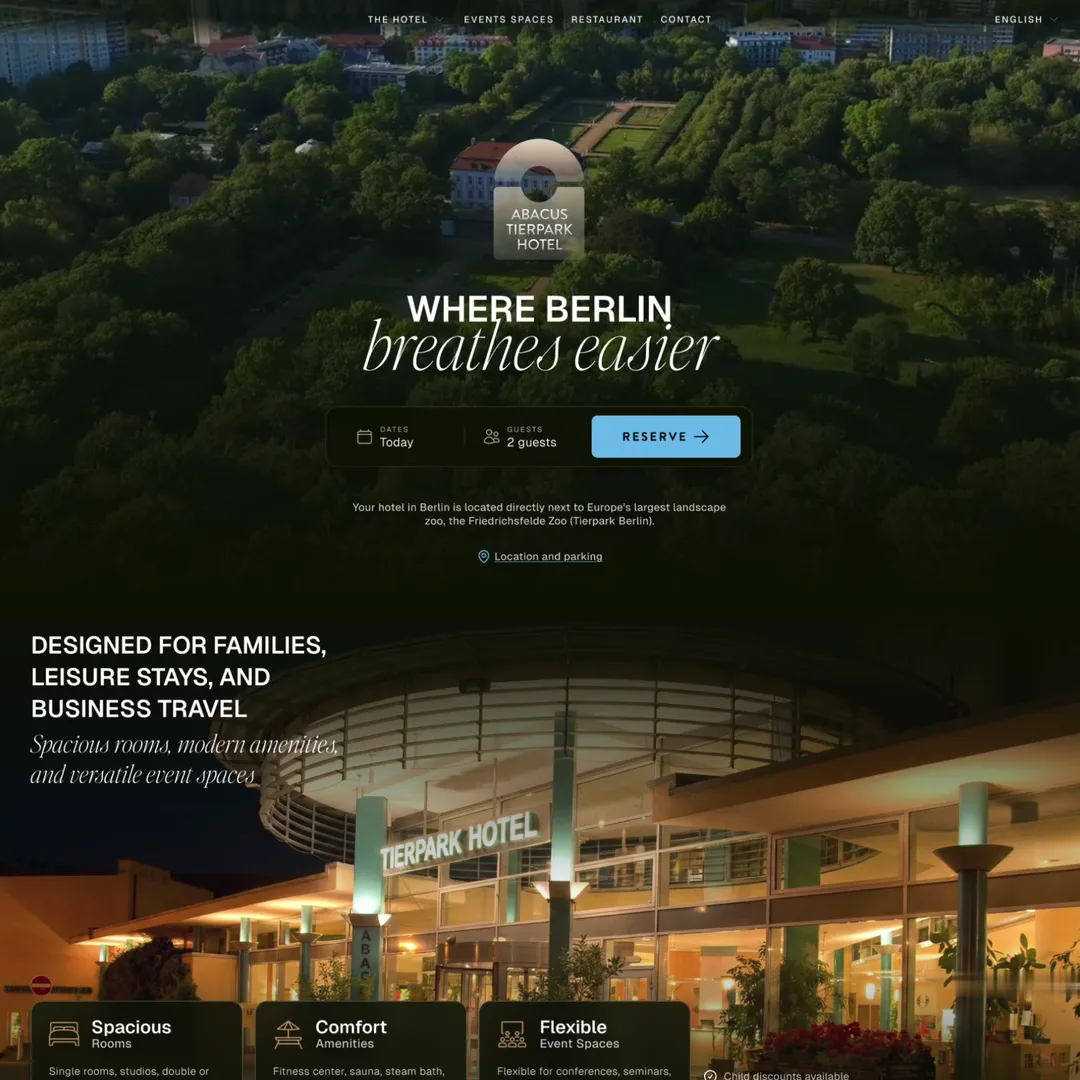 THE HOTEL
EVENTS SPACES
RESTAURANT
CONTACT
ENGLISH
ABACUS
TIERPARK
HOTEL
WHERE BERLIN
breathes easier
DATES
Today
GUESTS
2 guests
RESERVE
Your hotel in Berlin is located directly next to Europe's largest landscape
zoo, the Friedrichsfelde Zoo (Tierpark Berlin).
Location and parking
DESIGNED FOR FAMILIES,
LEISURE STAYS, AND
BUSINESS TRAVEL
Spacious rooms, modern amenities,
and versatile event spaces
TIERPARK HOTEL
ABAC
Spacious
Rooms
Single rooms, studios, double or
Comfort
Amenities
Fitness center, sauna, steam bath,
Flexible
Event Spaces
Flexible for conferences, seminars,
Child discounts available